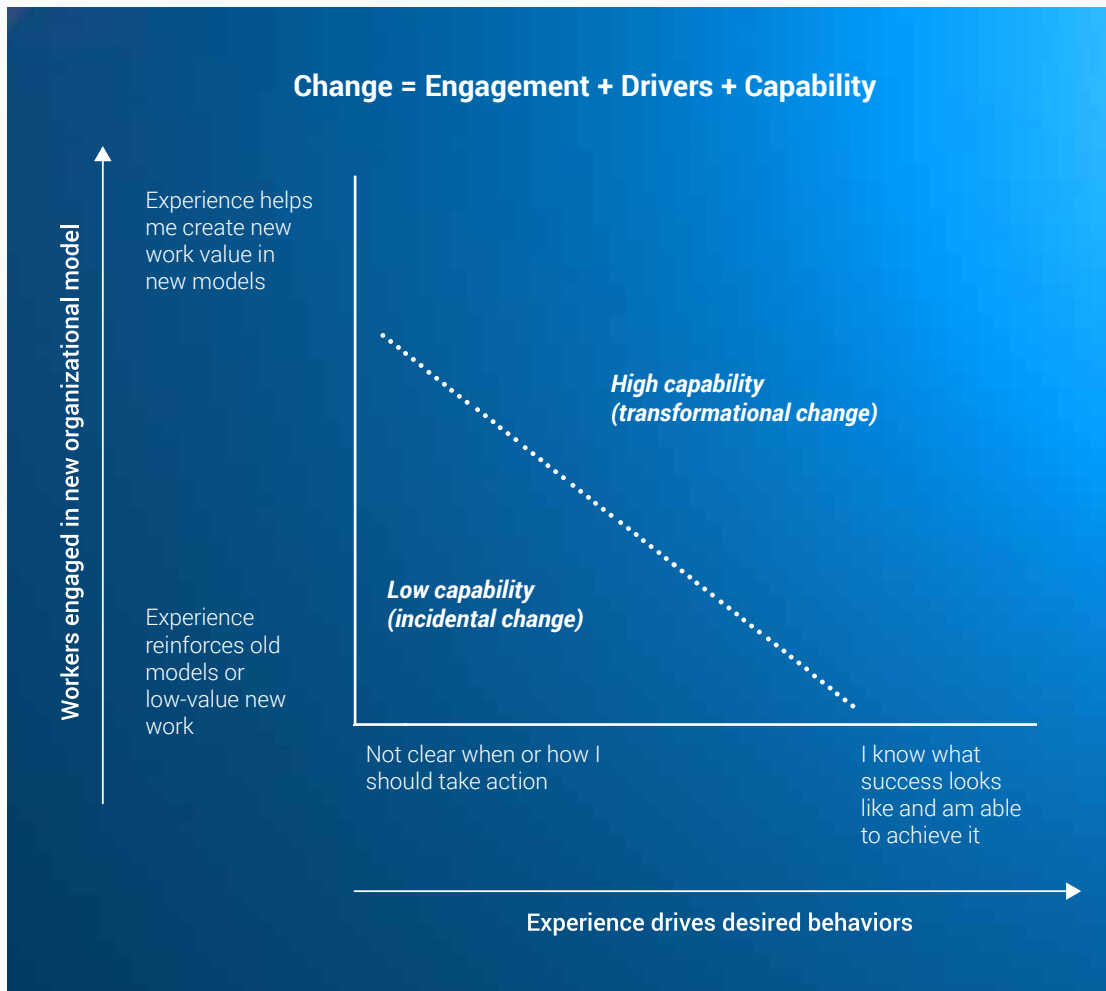 Change = Engagement + Drivers + Capability
Workers engaged in new organizational model
Experience helps
me create new
work value in
new models
High capability
(transformational change)
Low capability
(incidental change)
Experience
reinforces old
models or
low-value new
work
Not clear when or how I
should take action
I know what
success looks
like and am able
to achieve it
Experience drives desired behaviors